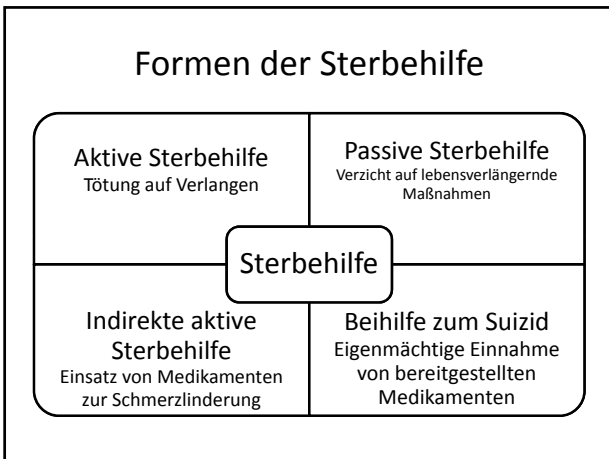 Formen der Sterbehilfe
Aktive Sterbehilfe
Tötung auf Verlangen
Passive Sterbehilfe
Verzicht auf lebensverlängernde
Maßnahmen
Sterbehilfe
Indirekte aktive
Sterbehilfe
Einsatz von Medikamenten
zur Schmerzlinderung
Beihilfe zum Suizid
Eigenmächtige Einnahme
von bereitgestellten
Medikamenten